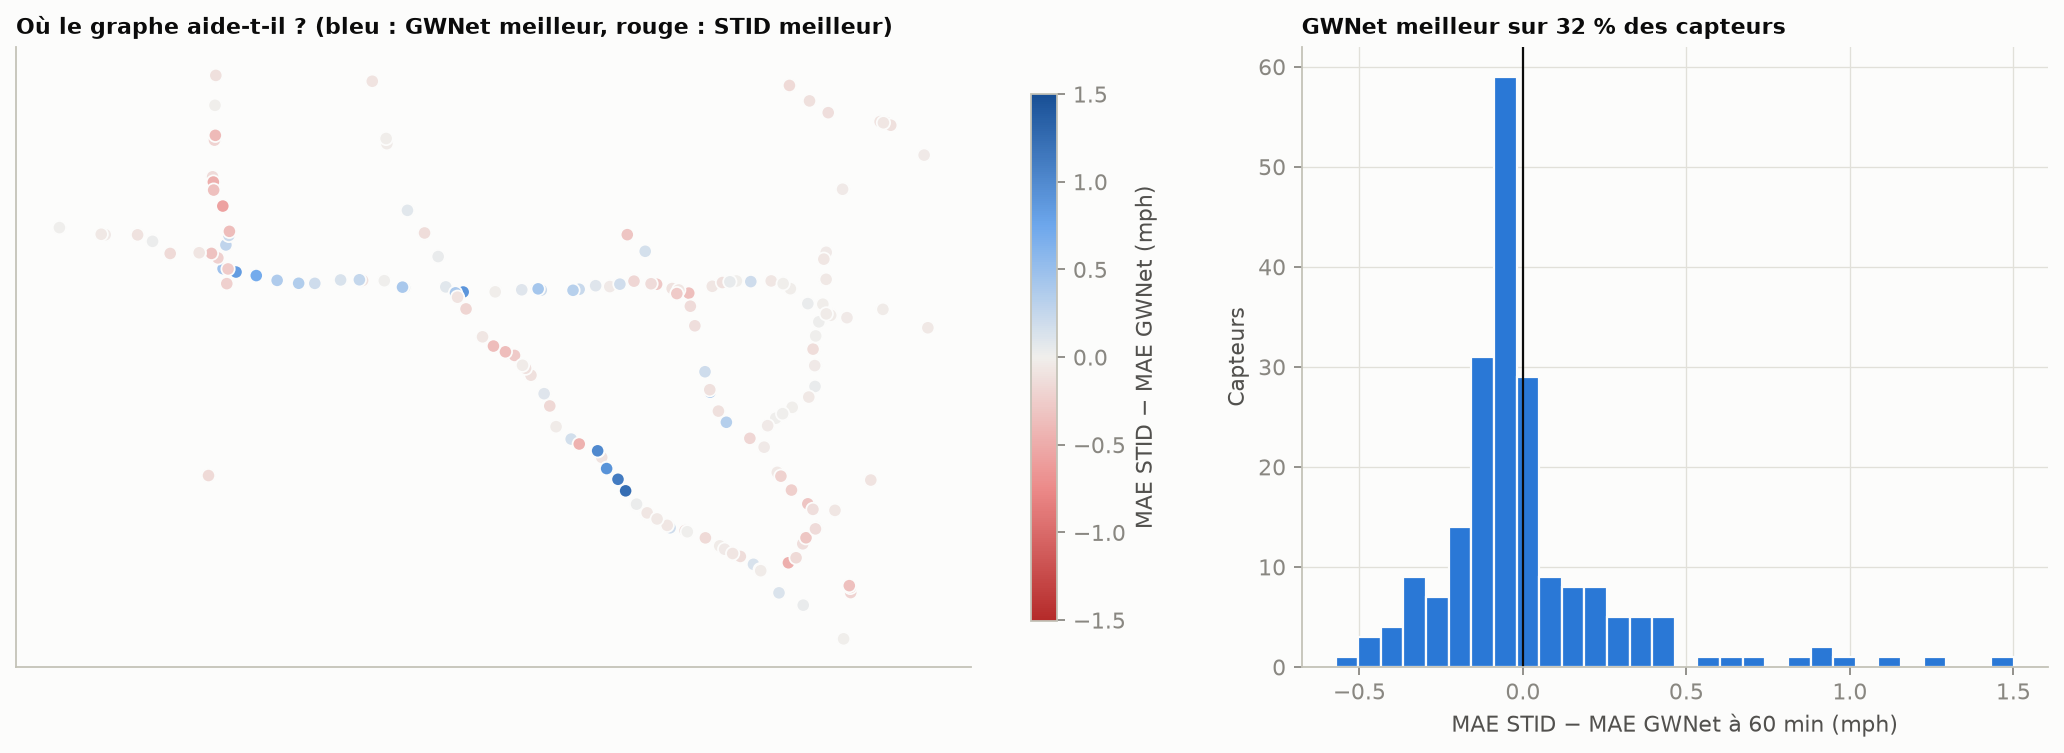 Où le graphe aide-t-il ? (bleu : GWNet meilleur, rouge : STID meilleur)
1.5
1.0
0.5
0.0
−0.5
−1.0
−1.5
MAE STID − MAE GWNet (mph)
GWNet meilleur sur 32 % des capteurs
60
50
40
30
20
10
0
Capteurs
−0.5 0.0 0.5 1.0 1.5
MAE STID − MAE GWNet à 60 min (mph)